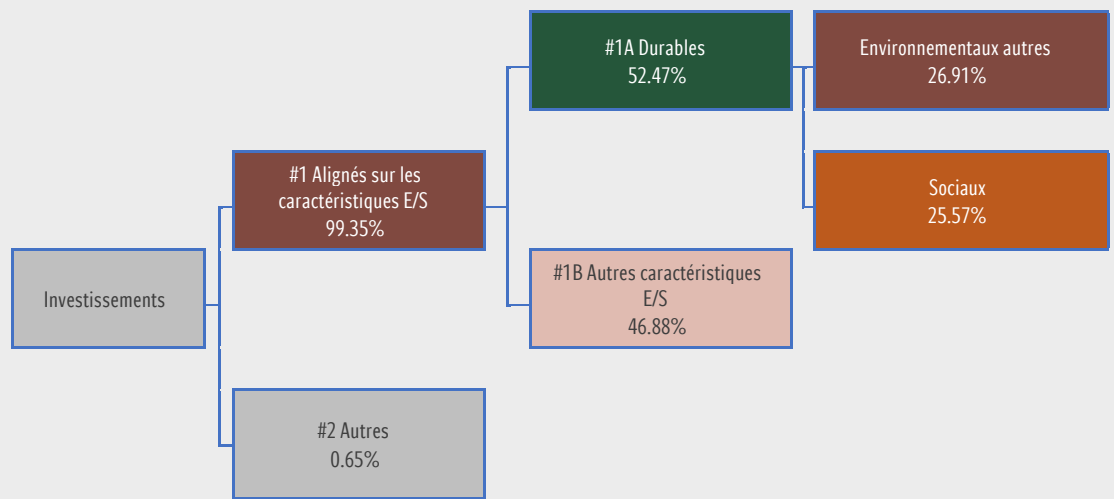 #1A Durables
52.47%
Environnementaux autres
26.91%
#1 Alignés sur les
caractéristiques E/S
99.35%
Sociaux
25.57%
Investissements
#1B Autres caractéristiques
E/S
46.88%
#2 Autres
0.65%